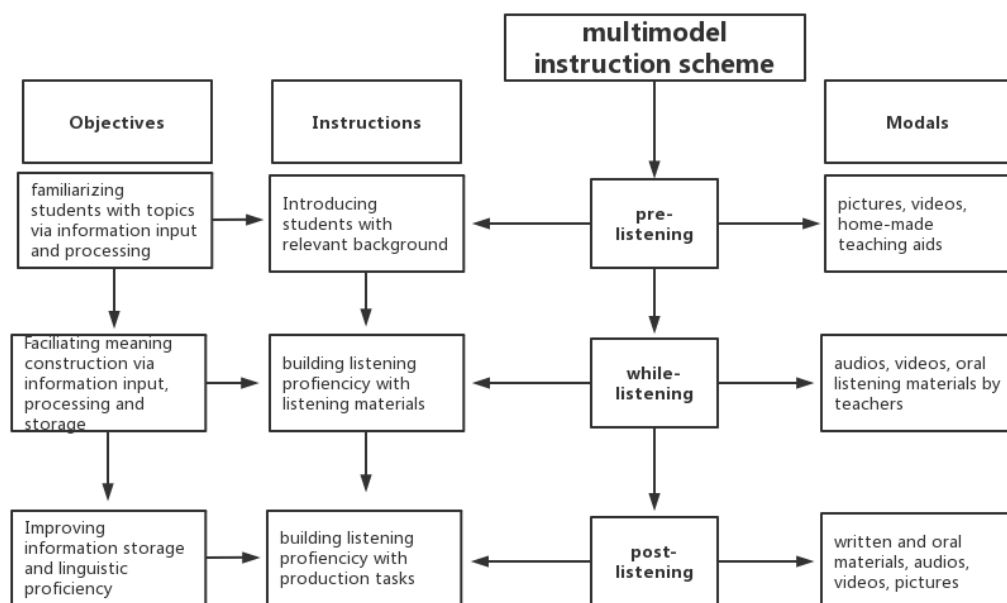 multimodel
instruction scheme
Objectives
Instructions
Modals
familiarizing
students with topics
via information input
and processing
Introducing
students with
relevant background
pre-
listening
pictures, videos,
home-made
teaching aids
Faciliating meaning
construction via
information input,
processing and
storage
building listening
profiencicy with
listening materials
while-
listening
audios, videos, oral
listening materials by
teachers
Improving
information storage
and linguistic
proficiency
building listening
profiencicy with
production tasks
post-
listening
written and oral
materials, audios,
videos, pictures